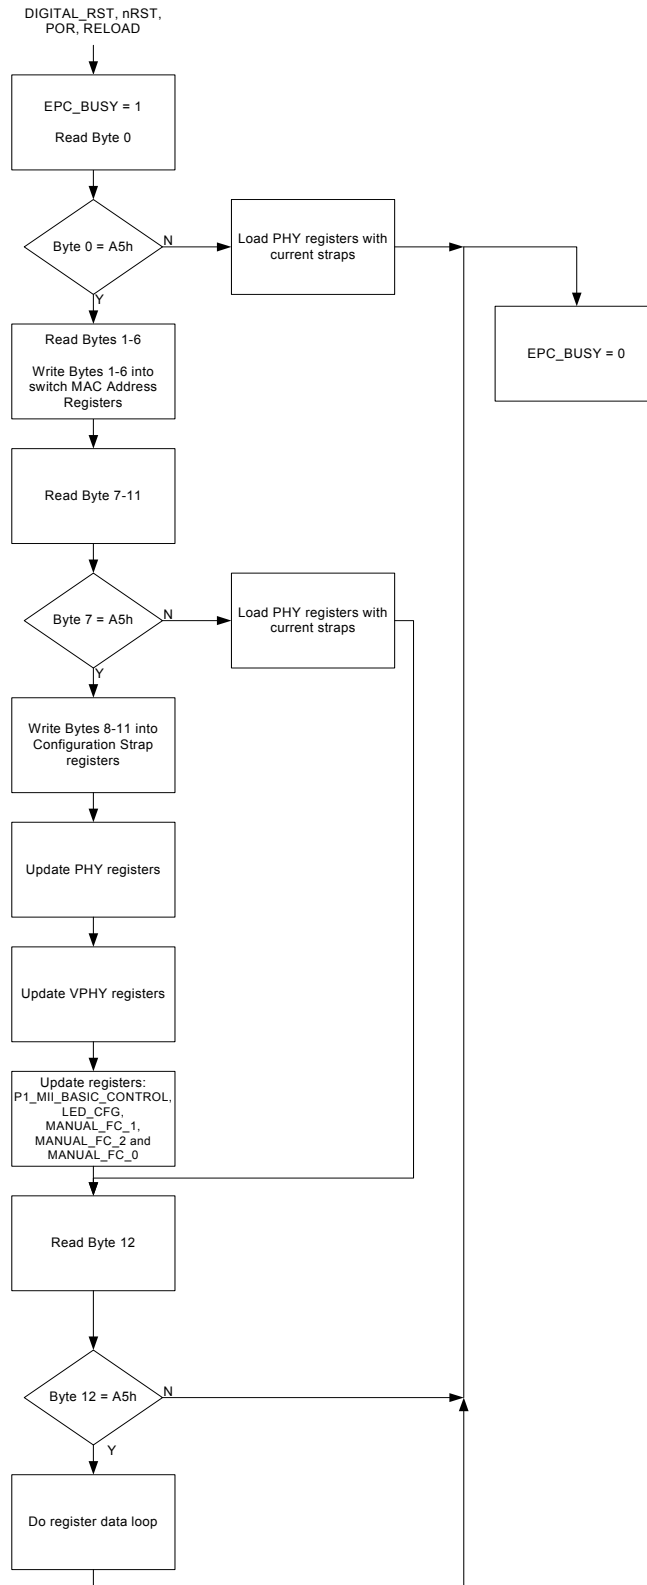 DIGITAL_RST, nRST,
POR, RELOAD
EPC_BUSY = 1
Read Byte 0
Byte 0 = A5h
N
Load PHY registers with
current straps
Y
EPC_BUSY = 0
Read Bytes 1-6
Write Bytes 1-6 into
switch MAC Address
Registers
Read Byte 7-11
Byte 7 = A5h
N
Load PHY registers with
current straps
Y
Write Bytes 8-11 into
Configuration Strap
registers
Update PHY registers
Update VPHY registers
Update registers:
P1_MII_BASIC_CONTROL,
LED_CFG,
MANUAL_FC_1,
MANUAL_FC_2 and
MANUAL_FC_0
Read Byte 12
Byte 12 = A5h
N
Y
Do register data loop